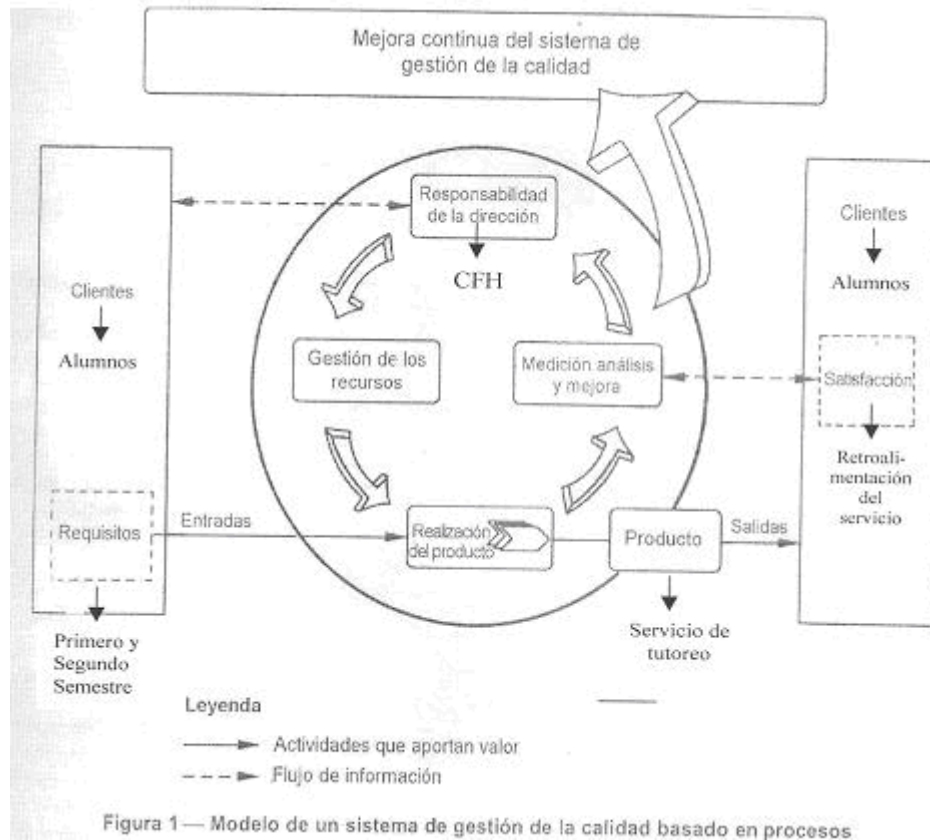 Mejora continua del sistema de
gestión de la calidad
Responsabilidad
de la dirección
CFH
Clientes
Alumnos
Clientes
Alumnos
Gestión de los
recursos
Medición análisis
y mejora
Satisfacción
Retroali-
mentación
del
servicio
Requisitos
Entradas
Realización
del producto
Producto
Salidas
Primero y
Segundo
Semestre
Servicio de
tutoreo
Leyenda
Actividades que aportan valor
Flujo de información
Figura 1 — Modelo de un sistema de gestión de la calidad basado en procesos